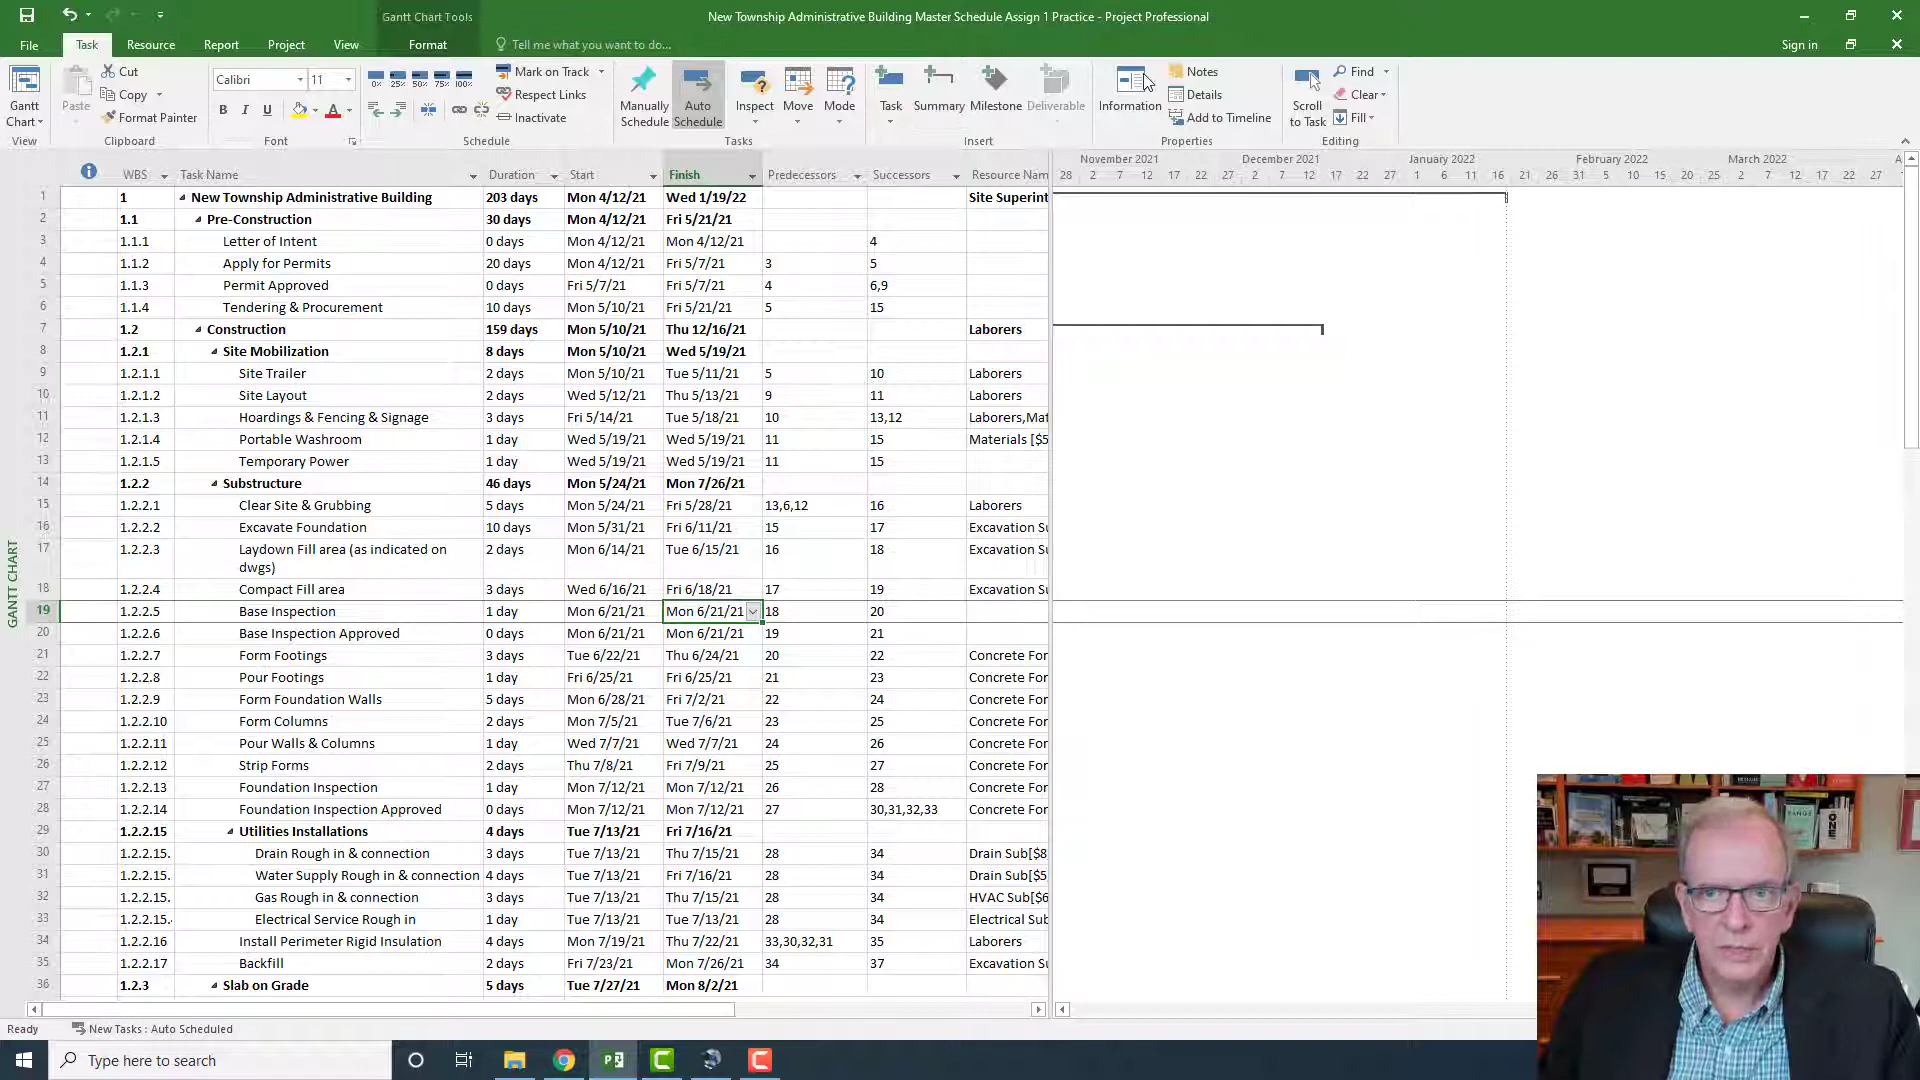 Gantt Chart Tools
New Township Administrative Building Master Schedule Assign 1 Practice - Project Professional
File Task Resource Report Project View Format Tell me what you want to do... Sign in
Gantt Chart
View
Paste
Cut
Copy
Format Painter
Clipboard
Calibri 11
B I U A
Font
0% 25% 50% 75% 100%
Mark on Track
Respect Links
Inactivate
Schedule
Manually Schedule
Auto Schedule
Inspect
Move
Mode
Tasks
Task
Summary
Milestone
Deliverable
Insert
Information
Notes
Details
Add to Timeline
Properties
Scroll to Task
Find
Clear
Fill
Editing
WBS Task Name Duration Start Finish Predecessors Successors Resource Nam
November 2021 December 2021 January 2022 February 2022 March 2022 A
28 2 7 12 17 22 27 2 7 12 17 22 27 1 6 11 16 21 26 31 5 10 15 20 25 2 7 12 17 22 27
1 1 New Township Administrative Building 203 days Mon 4/12/21 Wed 1/19/22 Site Superint
2 1.1 Pre-Construction 30 days Mon 4/12/21 Fri 5/21/21
3 1.1.1 Letter of Intent 0 days Mon 4/12/21 Mon 4/12/21 4
4 1.1.2 Apply for Permits 20 days Mon 4/12/21 Fri 5/7/21 3 5
5 1.1.3 Permit Approved 0 days Fri 5/7/21 Fri 5/7/21 4 6,9
6 1.1.4 Tendering & Procurement 10 days Mon 5/10/21 Fri 5/21/21 5 15
7 1.2 Construction 159 days Mon 5/10/21 Thu 12/16/21 Laborers
8 1.2.1 Site Mobilization 8 days Mon 5/10/21 Wed 5/19/21
9 1.2.1.1 Site Trailer 2 days Mon 5/10/21 Tue 5/11/21 5 10 Laborers
10 1.2.1.2 Site Layout 2 days Wed 5/12/21 Thu 5/13/21 9 11 Laborers
11 1.2.1.3 Hoardings & Fencing & Signage 3 days Fri 5/14/21 Tue 5/18/21 10 13,12 Laborers,Mat
12 1.2.1.4 Portable Washroom 1 day Wed 5/19/21 Wed 5/19/21 11 15 Materials [$5
13 1.2.1.5 Temporary Power 1 day Wed 5/19/21 Wed 5/19/21 11 15
14 1.2.2 Substructure 46 days Mon 5/24/21 Mon 7/26/21
15 1.2.2.1 Clear Site & Grubbing 5 days Mon 5/24/21 Fri 5/28/21 13,6,12 16 Laborers
16 1.2.2.2 Excavate Foundation 10 days Mon 5/31/21 Fri 6/11/21 15 17 Excavation Su
17 1.2.2.3 Laydown Fill area (as indicated on 2 days Mon 6/14/21 Tue 6/15/21 16 18 Excavation Su
dwgs)
18 1.2.2.4 Compact Fill area 3 days Wed 6/16/21 Fri 6/18/21 17 19 Excavation Su
19 1.2.2.5 Base Inspection 1 day Mon 6/21/21 Mon 6/21/21 18 20
20 1.2.2.6 Base Inspection Approved 0 days Mon 6/21/21 Mon 6/21/21 19 21
21 1.2.2.7 Form Footings 3 days Tue 6/22/21 Thu 6/24/21 20 22 Concrete For
22 1.2.2.8 Pour Footings 1 day Fri 6/25/21 Fri 6/25/21 21 23 Concrete For
23 1.2.2.9 Form Foundation Walls 5 days Mon 6/28/21 Fri 7/2/21 22 24 Concrete For
24 1.2.2.10 Form Columns 2 days Mon 7/5/21 Tue 7/6/21 23 25 Concrete For
25 1.2.2.11 Pour Walls & Columns 1 day Wed 7/7/21 Wed 7/7/21 24 26 Concrete For
26 1.2.2.12 Strip Forms 2 days Thu 7/8/21 Fri 7/9/21 25 27 Concrete For
27 1.2.2.13 Foundation Inspection 1 day Mon 7/12/21 Mon 7/12/21 26 28 Concrete For
28 1.2.2.14 Foundation Inspection Approved 0 days Mon 7/12/21 Mon 7/12/21 27 30,31,32,33 Concrete For
29 1.2.2.15 Utilities Installations 4 days Tue 7/13/21 Fri 7/16/21
30 1.2.2.15. Drain Rough in & connection 3 days Tue 7/13/21 Thu 7/15/21 28 34 Drain Sub[$8
31 1.2.2.15. Water Supply Rough in & connection 4 days Tue 7/13/21 Fri 7/16/21 28 34 Drain Sub[$5
32 1.2.2.15. Gas Rough in & connection 3 days Tue 7/13/21 Thu 7/15/21 28 34 HVAC Sub[$6
33 1.2.2.15. Electrical Service Rough in 1 day Tue 7/13/21 Tue 7/13/21 28 34 Electrical Sub
34 1.2.2.16 Install Perimeter Rigid Insulation 4 days Mon 7/19/21 Thu 7/22/21 33,30,32,31 35 Laborers
35 1.2.2.17 Backfill 2 days Fri 7/23/21 Mon 7/26/21 34 37 Excavation Su
36 1.2.3 Slab on Grade 5 days Tue 7/27/21 Mon 8/2/21
GANTT CHART
Ready New Tasks : Auto Scheduled
Type here to search